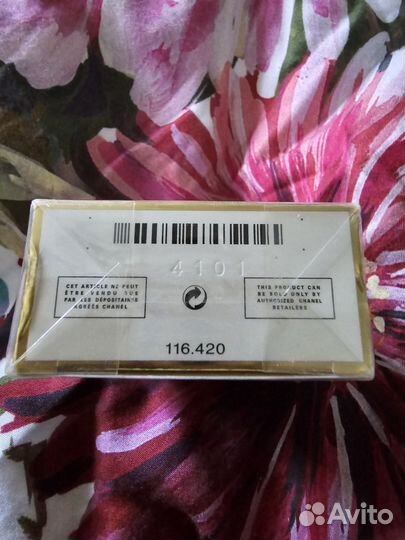 4101
CET ARTICLE NE PEUT
ÊTRE VENDU QUE
PAR LES DÉPOSITAIRES
AGRÉÉS CHANEL
THIS PRODUCT CAN
BE SOLD ONLY BY
AUTHORIZED CHANEL
RETAILERS
116.420
Avito